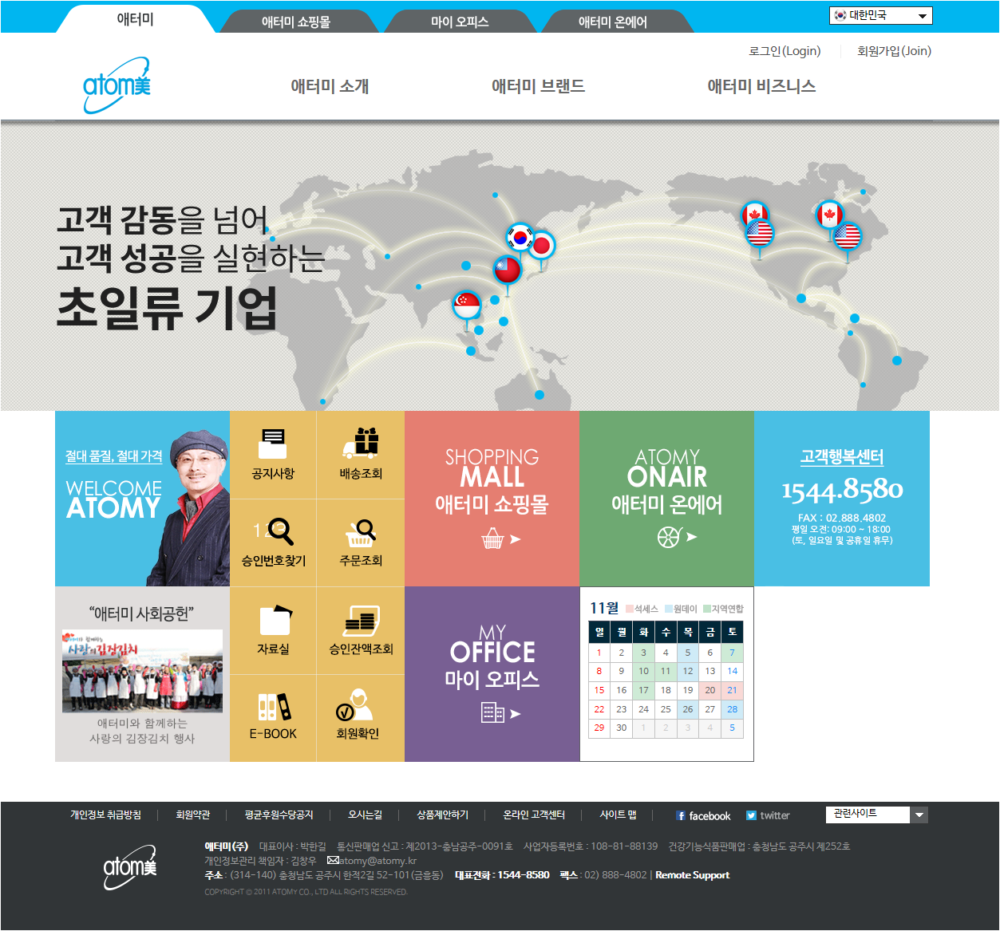 애터미
애터미 쇼핑몰
마이 오피스
애터미 온에어
대한민국
로그인(Login)
회원가입(Join)
atom美
애터미 소개
애터미 브랜드
애터미 비즈니스
고객 감동을 넘어
고객 성공을 실현하는
초일류 기업
절대 품질, 절대 가격
WELCOME
ATOMY
공지사항
배송조회
123
승인번호찾기
주문조회
자료실
승인잔액조회
E-BOOK
회원확인
SHOPPING
MALL
애터미 쇼핑몰
ATOMY
ONAIR
애터미 온에어
고객행복센터
1544.8580
FAX : 02.888.4802
평일 오전: 09:00 ~ 18:00
(토, 일요일 및 공휴일 휴무)
“애터미 사회공헌”
애터미와 함께하는
사랑의 김장김치
애터미와 함께하는
사랑의 김장김치 행사
MY
OFFICE
마이 오피스
11월 석세스 원데이 지역연합
일 월 화 수 목 금 토
1 2 3 4 5 6 7
8 9 10 11 12 13 14
15 16 17 18 19 20 21
22 23 24 25 26 27 28
29 30 1 2 3 4 5
개인정보 취급방침
회원약관
평균후원수당공지
오시는길
상품제안하기
온라인 고객센터
사이트 맵
facebook
twitter
관련사이트
atom美
애터미(주) 대표이사 : 박한길 통신판매업 신고 : 제2013-충남공주-0091호 사업자등록번호 : 108-81-88139 건강기능식품판매업 : 충청남도 공주시 제252호
개인정보관리 책임자 : 김창우 atomy@atomy.kr
주소 : (314-140) 충청남도 공주시 한적2길 52-101(금흥동) 대표전화 : 1544-8580 팩스 : 02) 888-4802 | Remote Support
COPYRIGHT © 2011 ATOMY CO., LTD ALL RIGHTS RESERVED.